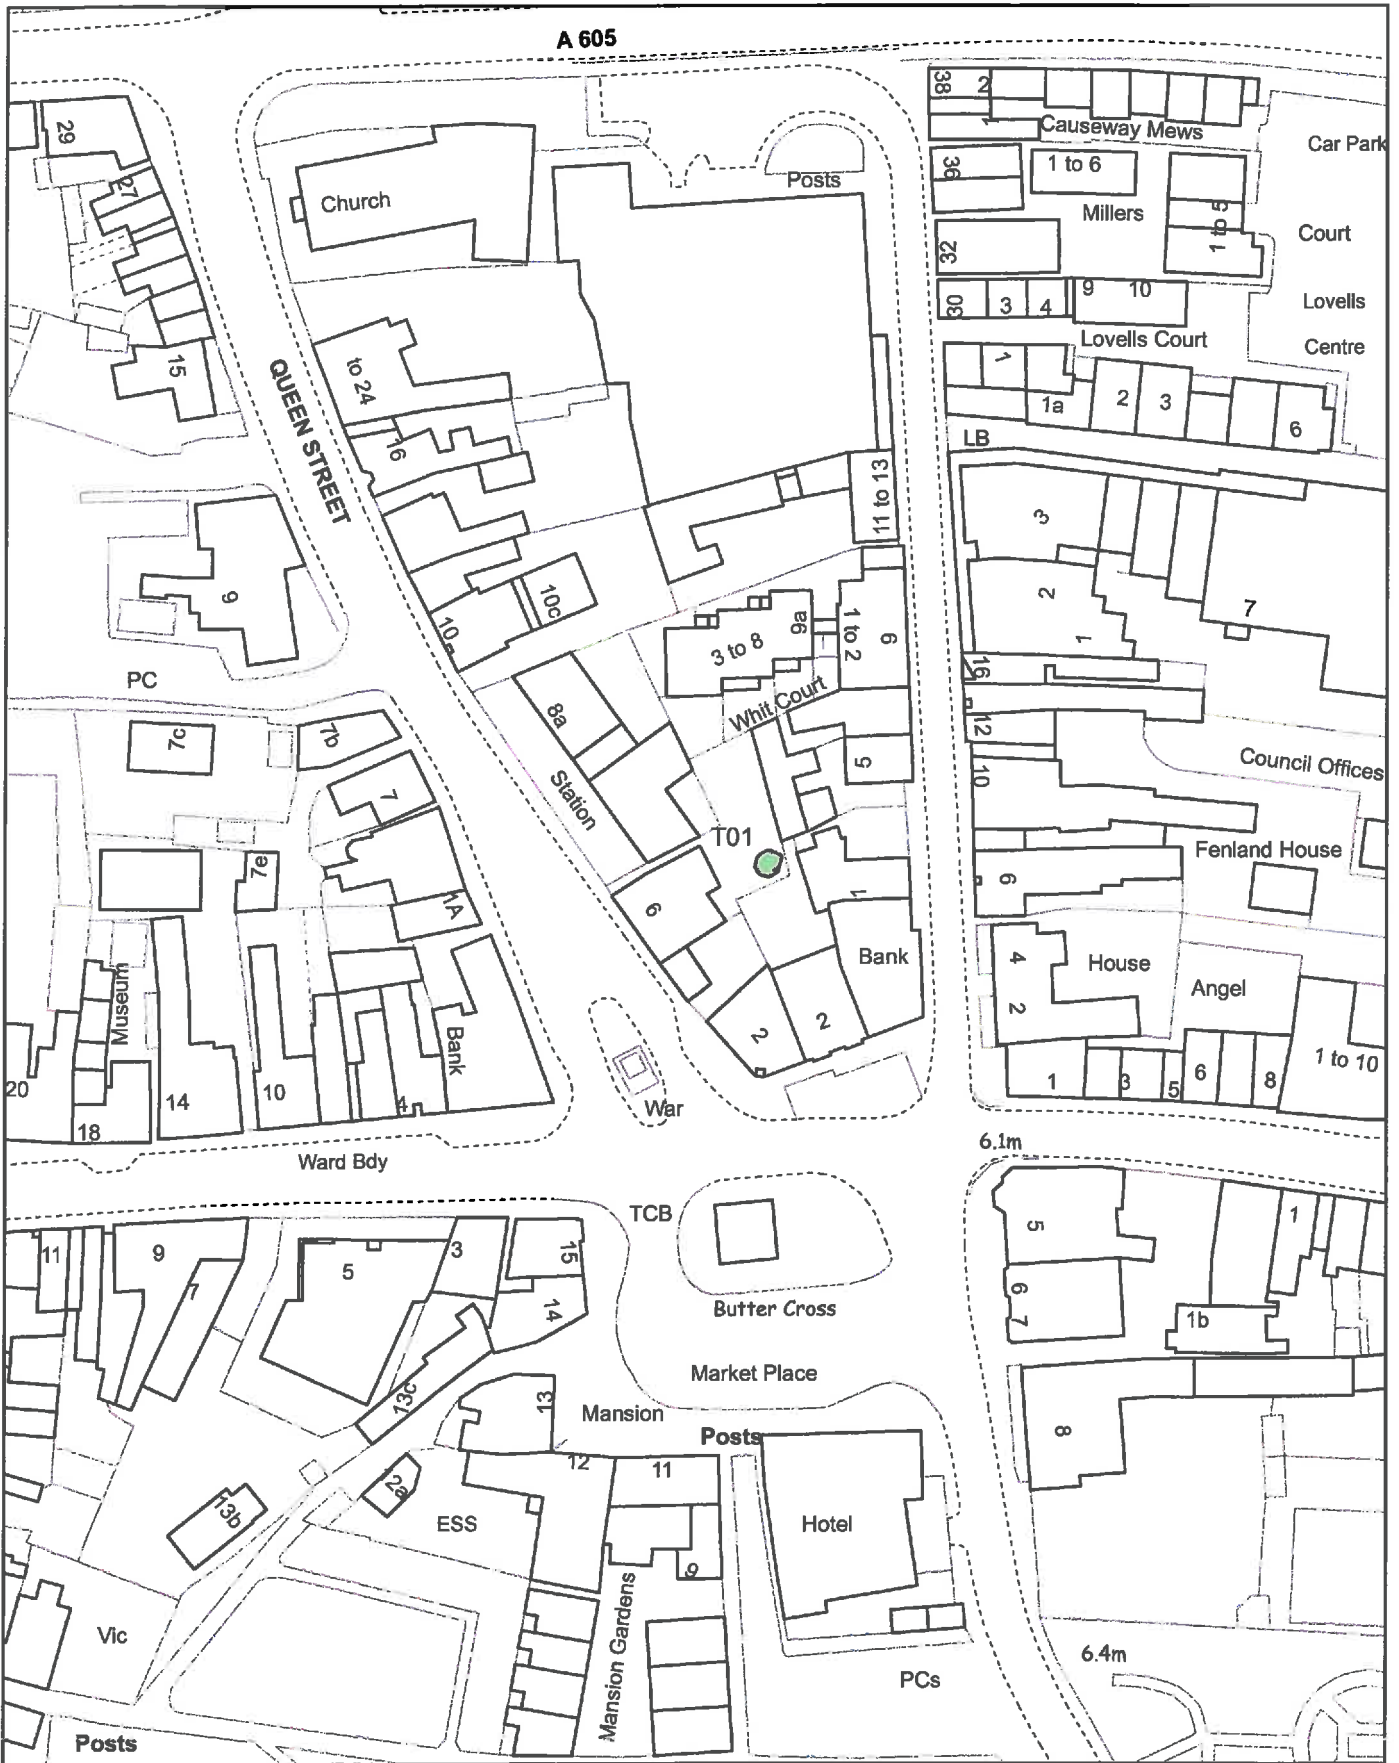 A 605
38
2
1
Causeway Mews
Car Park
29
36
1 to 6
27
Church
Posts
Millers
1 to 5
Court
32
30
3
4
9
10
Lovells
Lovells Court
Centre
15
QUEEN STREET
to 24
1
1a
2
3
6
16
LB
11 to 13
3
9
10c
10
2
1
7
3 to 8
9a
1 to 2
9
16
PC
8a
Whit Court
12
7c
7b
5
10
Council Offices
7
Station
T01
Fenland House
7e
6
1A
6
1
Bank
4
2
House
Angel
Museum
Bank
2
2
1 to 10
20
14
10
4
18
War
1
3
5
6
8
6.1m
Ward Bdy
TCB
5
1
11
9
7
5
3
15
14
Butter Cross
6
7
1b
Market Place
13c
13
Mansion
Posts
8
12
11
2a
13b
ESS
Hotel
9
Mansion Gardens
Vic
6.4m
PCs
Posts